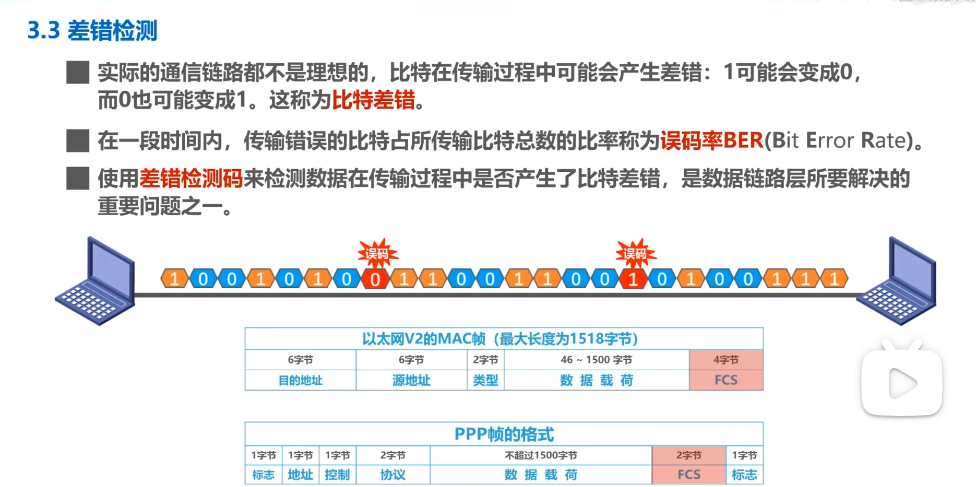 3.3 差错检测
实际的通信链路都不是理想的，比特在传输过程中可能会产生差错：1可能会变成0，
而0也可能变成1。这称为比特差错。
在一段时间内，传输错误的比特占所传输比特总数的比率称为误码率BER(Bit Error Rate)。
使用差错检测码来检测数据在传输过程中是否产生了比特差错，是数据链路层所要解决的
重要问题之一。
误码 误码
1 0 0 1 0 1 0 0 1 1 0 0 1 1 0 0 1 0 1 0 0 1 1 1
以太网V2的MAC帧（最大长度为1518字节）
6字节 6字节 2字节 46 ~ 1500 字节 4字节
目的地址 源地址 类型 数 据 载 荷 FCS
PPP帧的格式
1字节 1字节 1字节 2字节 不超过1500字节 2字节 1字节
标志 地址 控制 协议 数 据 载 荷 FCS 标志